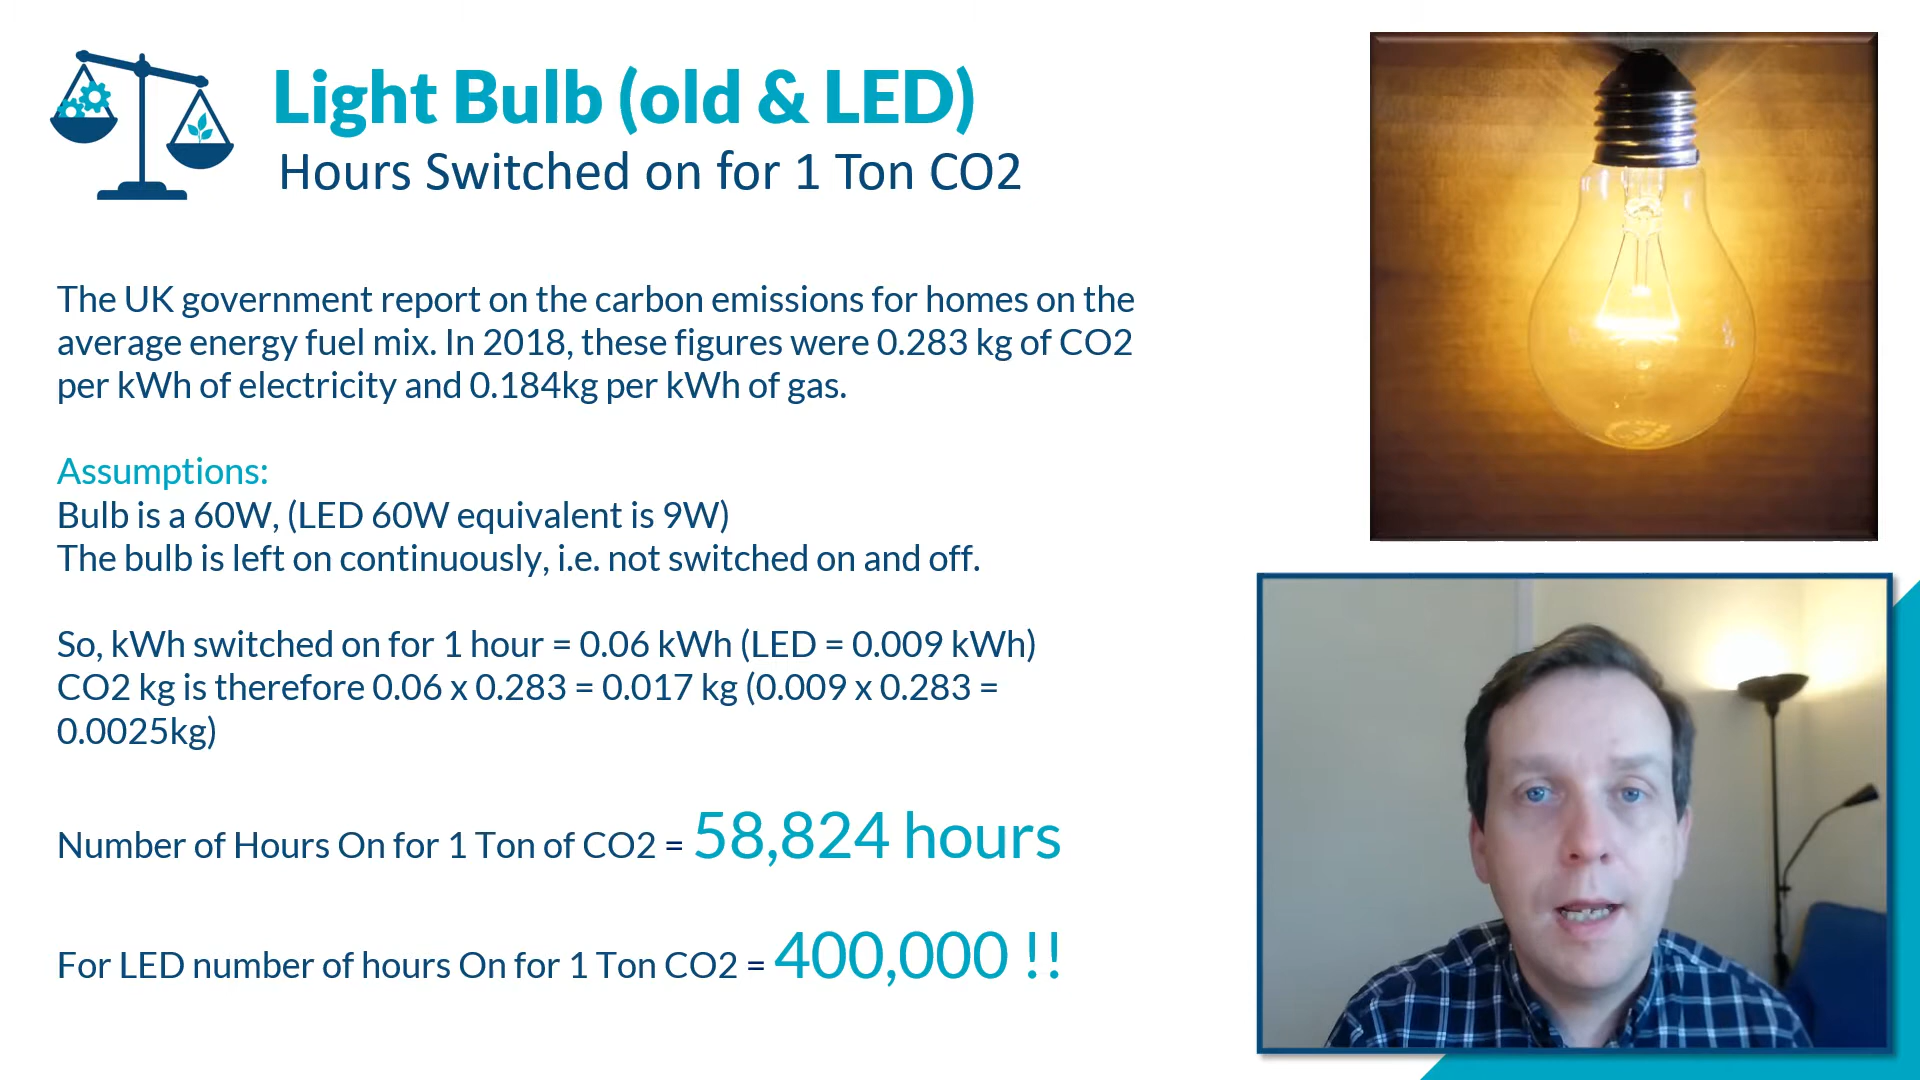 Light Bulb (old & LED)
Hours Switched on for 1 Ton CO2
The UK government report on the carbon emissions for homes on the
average energy fuel mix. In 2018, these figures were 0.283 kg of CO2
per kWh of electricity and 0.184kg per kWh of gas.
Assumptions:
Bulb is a 60W, (LED 60W equivalent is 9W)
The bulb is left on continuously, i.e. not switched on and off.
So, kWh switched on for 1 hour = 0.06 kWh (LED = 0.009 kWh)
CO2 kg is therefore 0.06 x 0.283 = 0.017 kg (0.009 x 0.283 =
0.0025kg)
Number of Hours On for 1 Ton of CO2 = 58,824 hours
For LED number of hours On for 1 Ton CO2 = 400,000 !!